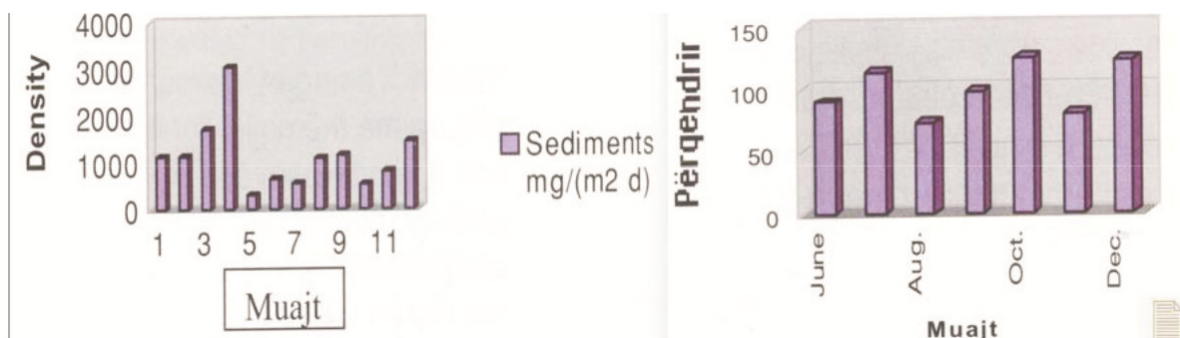 4000
3000
2000
1000
0
Density
1 3 5 7 9 11
Muajt
Sediments
mg/(m2 d)
150
100
50
0
Përqendrir
June Aug. Oct. Dec.
Muajt